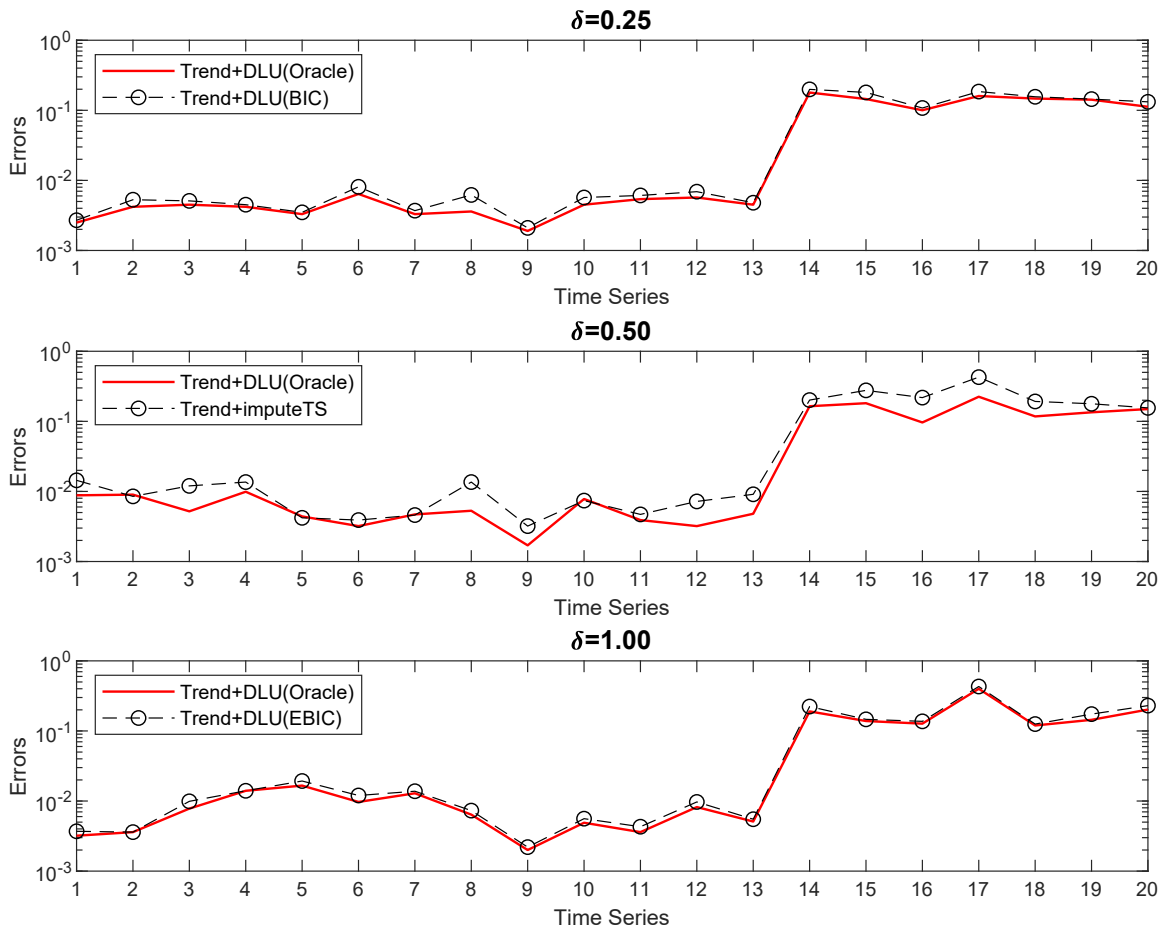 δ=0.25
10^0
10^-1
10^-2
10^-3
Errors
Trend+DLU(Oracle)
Trend+DLU(BIC)
1 2 3 4 5 6 7 8 9 10 11 12 13 14 15 16 17 18 19 20
Time Series
δ=0.50
10^0
10^-1
10^-2
10^-3
Errors
Trend+DLU(Oracle)
Trend+imputeTS
1 2 3 4 5 6 7 8 9 10 11 12 13 14 15 16 17 18 19 20
Time Series
δ=1.00
10^0
10^-1
10^-2
10^-3
Errors
Trend+DLU(Oracle)
Trend+DLU(EBIC)
1 2 3 4 5 6 7 8 9 10 11 12 13 14 15 16 17 18 19 20
Time Series